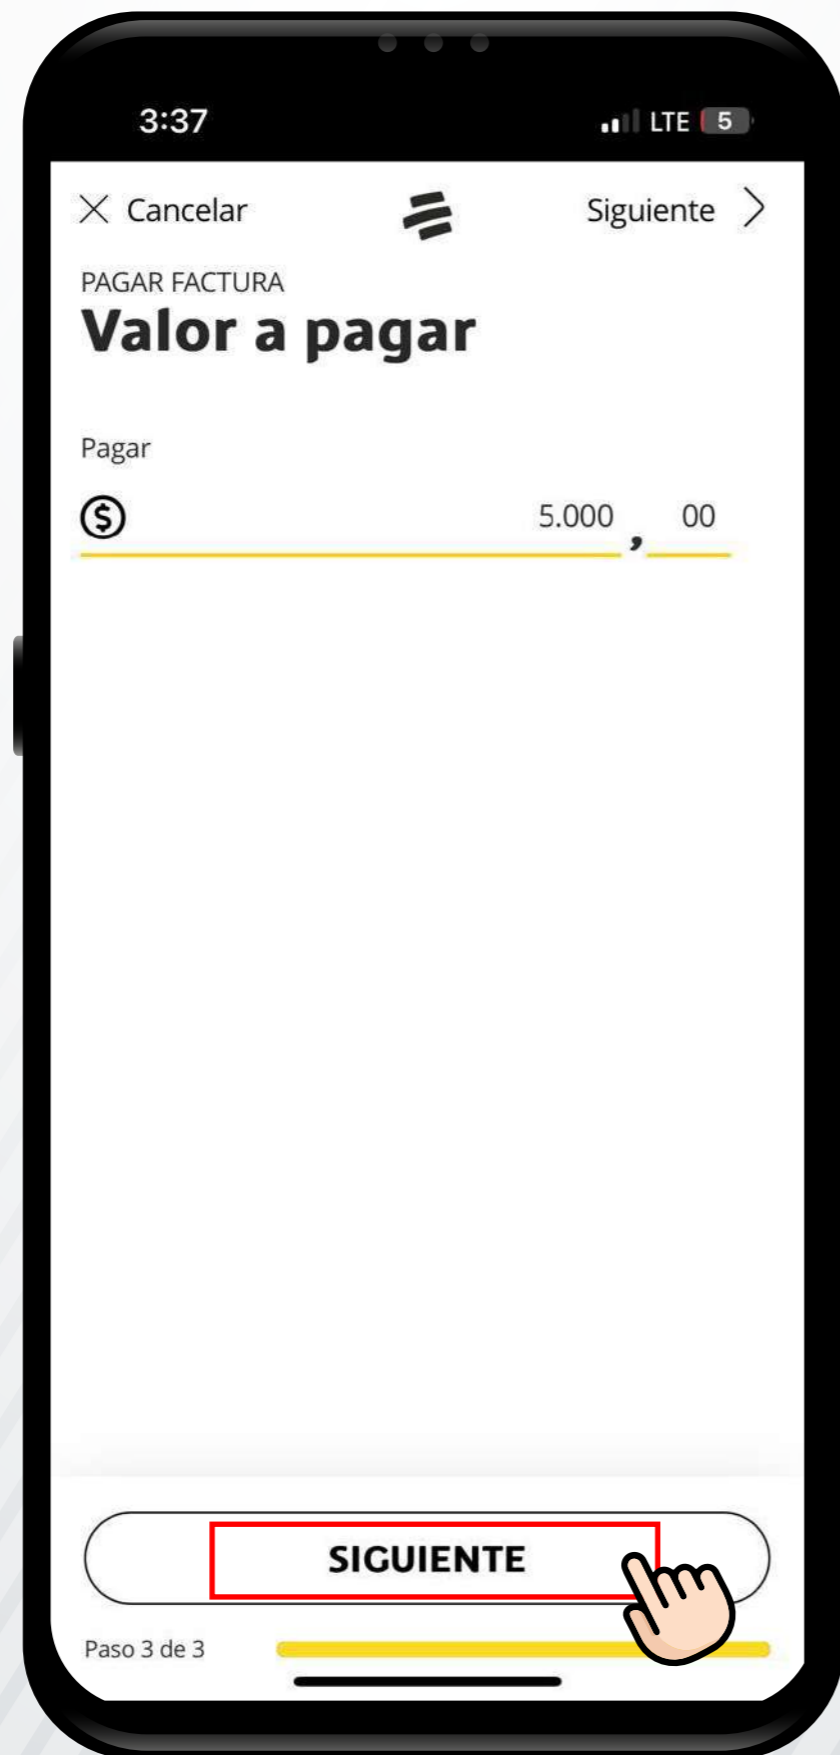 3:37 LTE 5
Cancelar Siguiente
PAGAR FACTURA
Valor a pagar
Pagar
5.000 , 00
SIGUIENTE
Paso 3 de 3